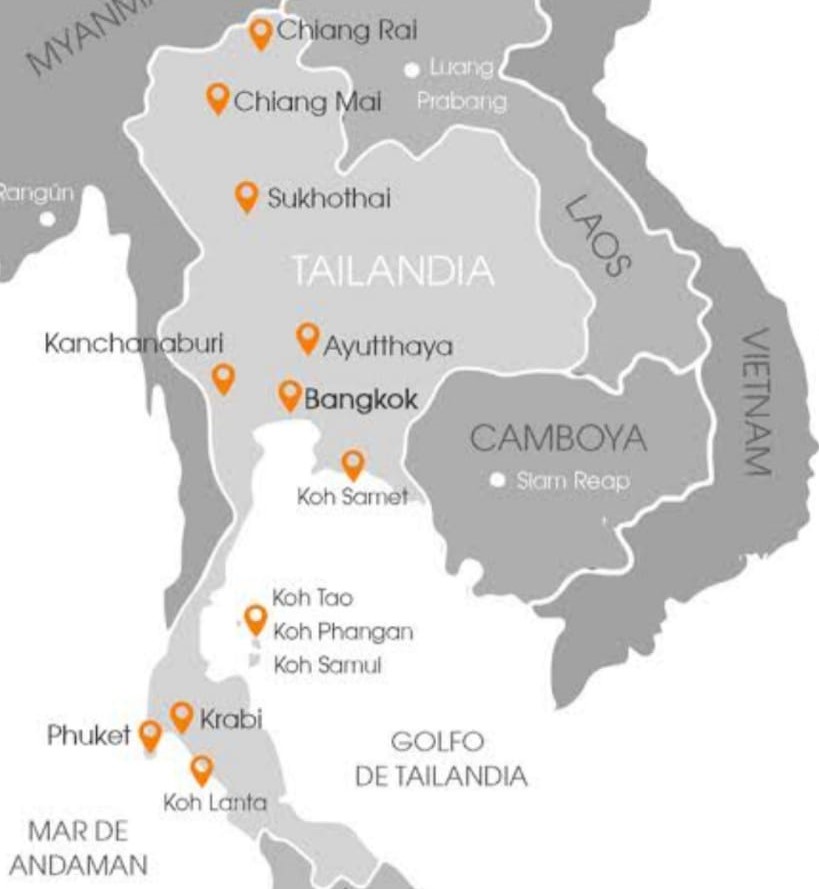 Chiang Rai
MYANMA
Luang
Prabang
Chiang Mai
Rangún
Sukhothai
LAOS
TAILANDIA
Kanchanaburi
Ayutthaya
VIETNAM
Bangkok
CAMBOYA
Siam Reap
Koh Samet
Koh Tao
Koh Phangan
Koh Samui
Krabi
Phuket
GOLFO
DE TAILANDIA
Koh Lanta
MAR DE
ANDAMAN